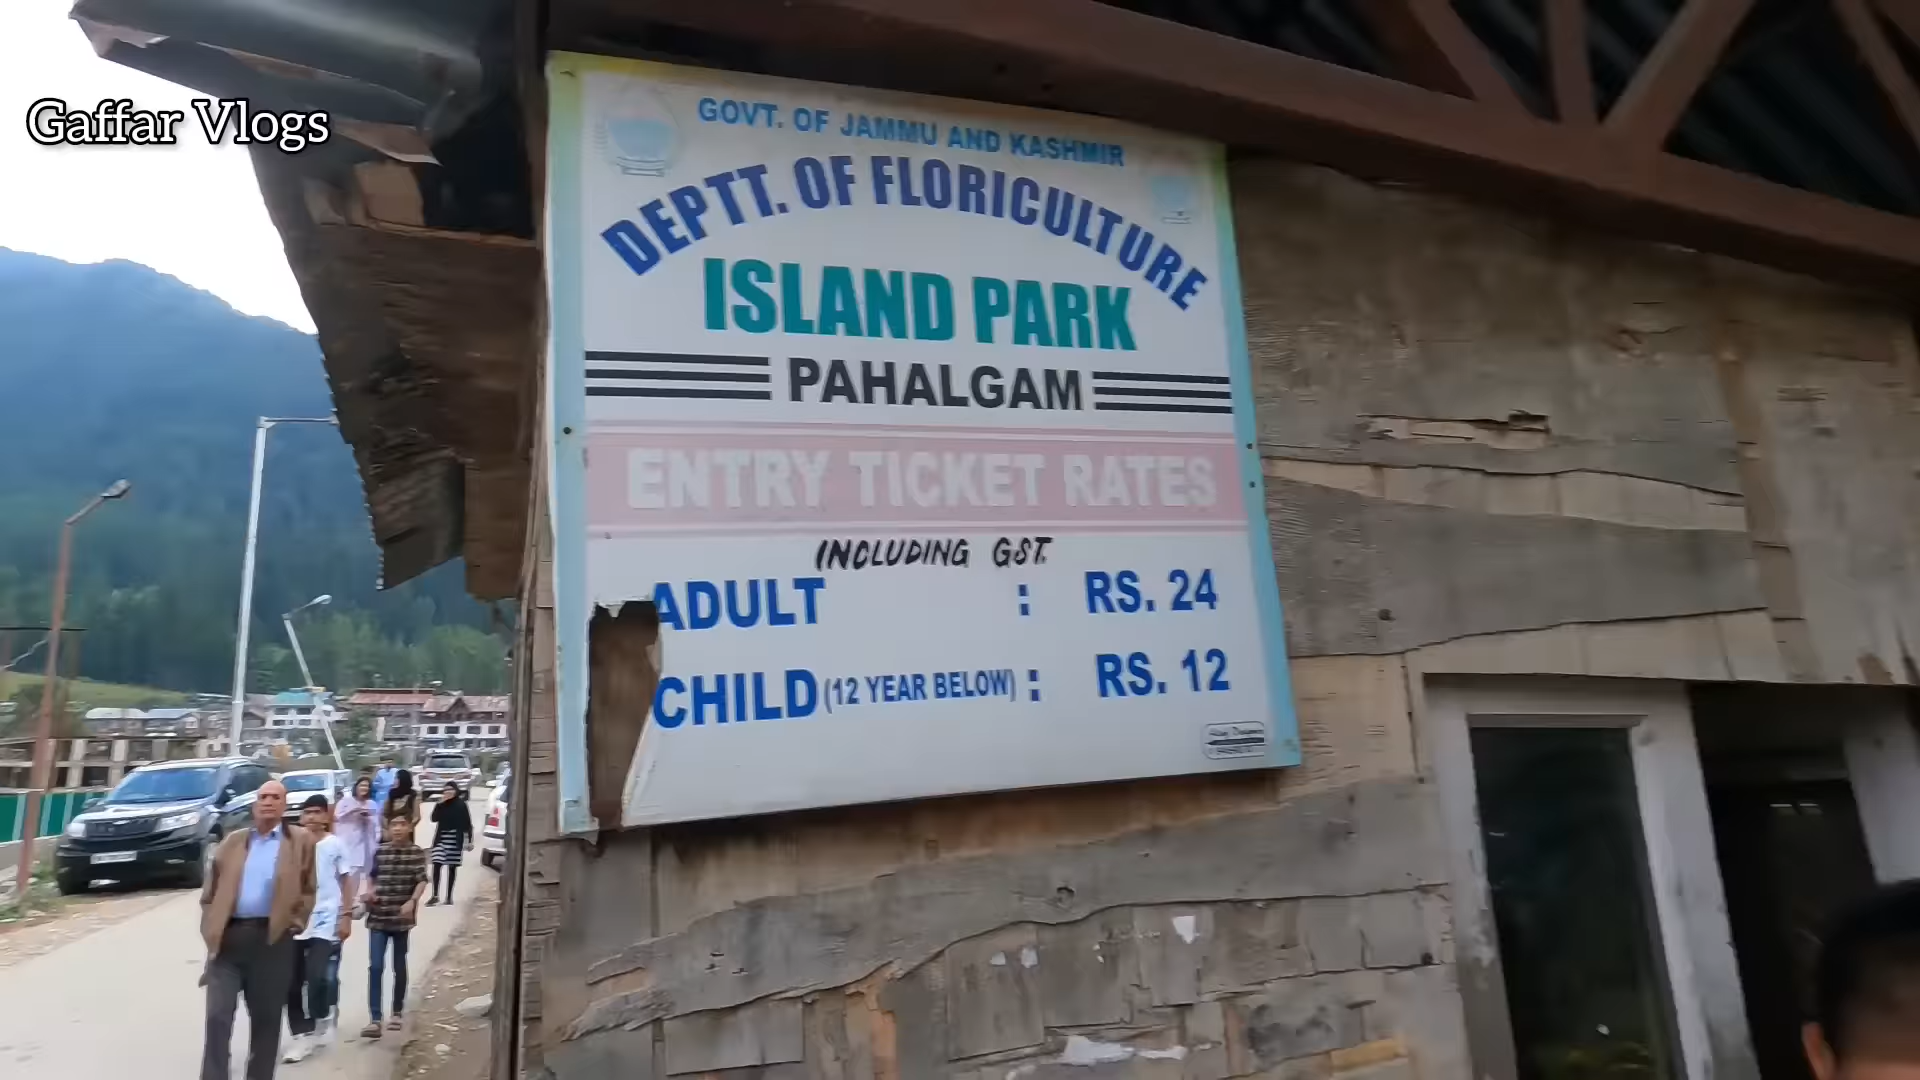 Gaffar Vlogs
GOVT. OF JAMMU AND KASHMIR
DEPTT. OF FLORICULTURE
ISLAND PARK
PAHALGAM
ENTRY TICKET RATES
INCLUDING GST.
ADULT : RS. 24
CHILD (12 YEAR BELOW) : RS. 12